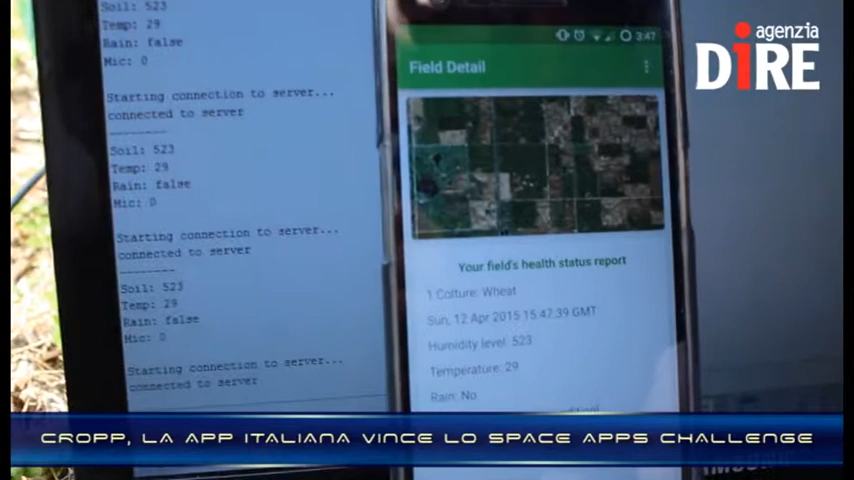 Soil: 523
Temp: 29
Rain: false
Mic: 0
Starting connection to server...
connected to server
--------
Soil: 523
Temp: 29
Rain: false
Mic: 0
Starting connection to server...
connected to server
--------
Soil: 523
Temp: 29
Rain: false
Mic: 0
Starting connection to server...
connected to server
3:47
Field Detail
Your field's health status report
1 Colture: Wheat
Sun, 12 Apr 2015 15:47:39 GMT
Humidity level: 523
Temperature: 29
Rain: No
agenzia
DiRE
CROPP, LA APP ITALIANA VINCE LO SPACE APPS CHALLENGE